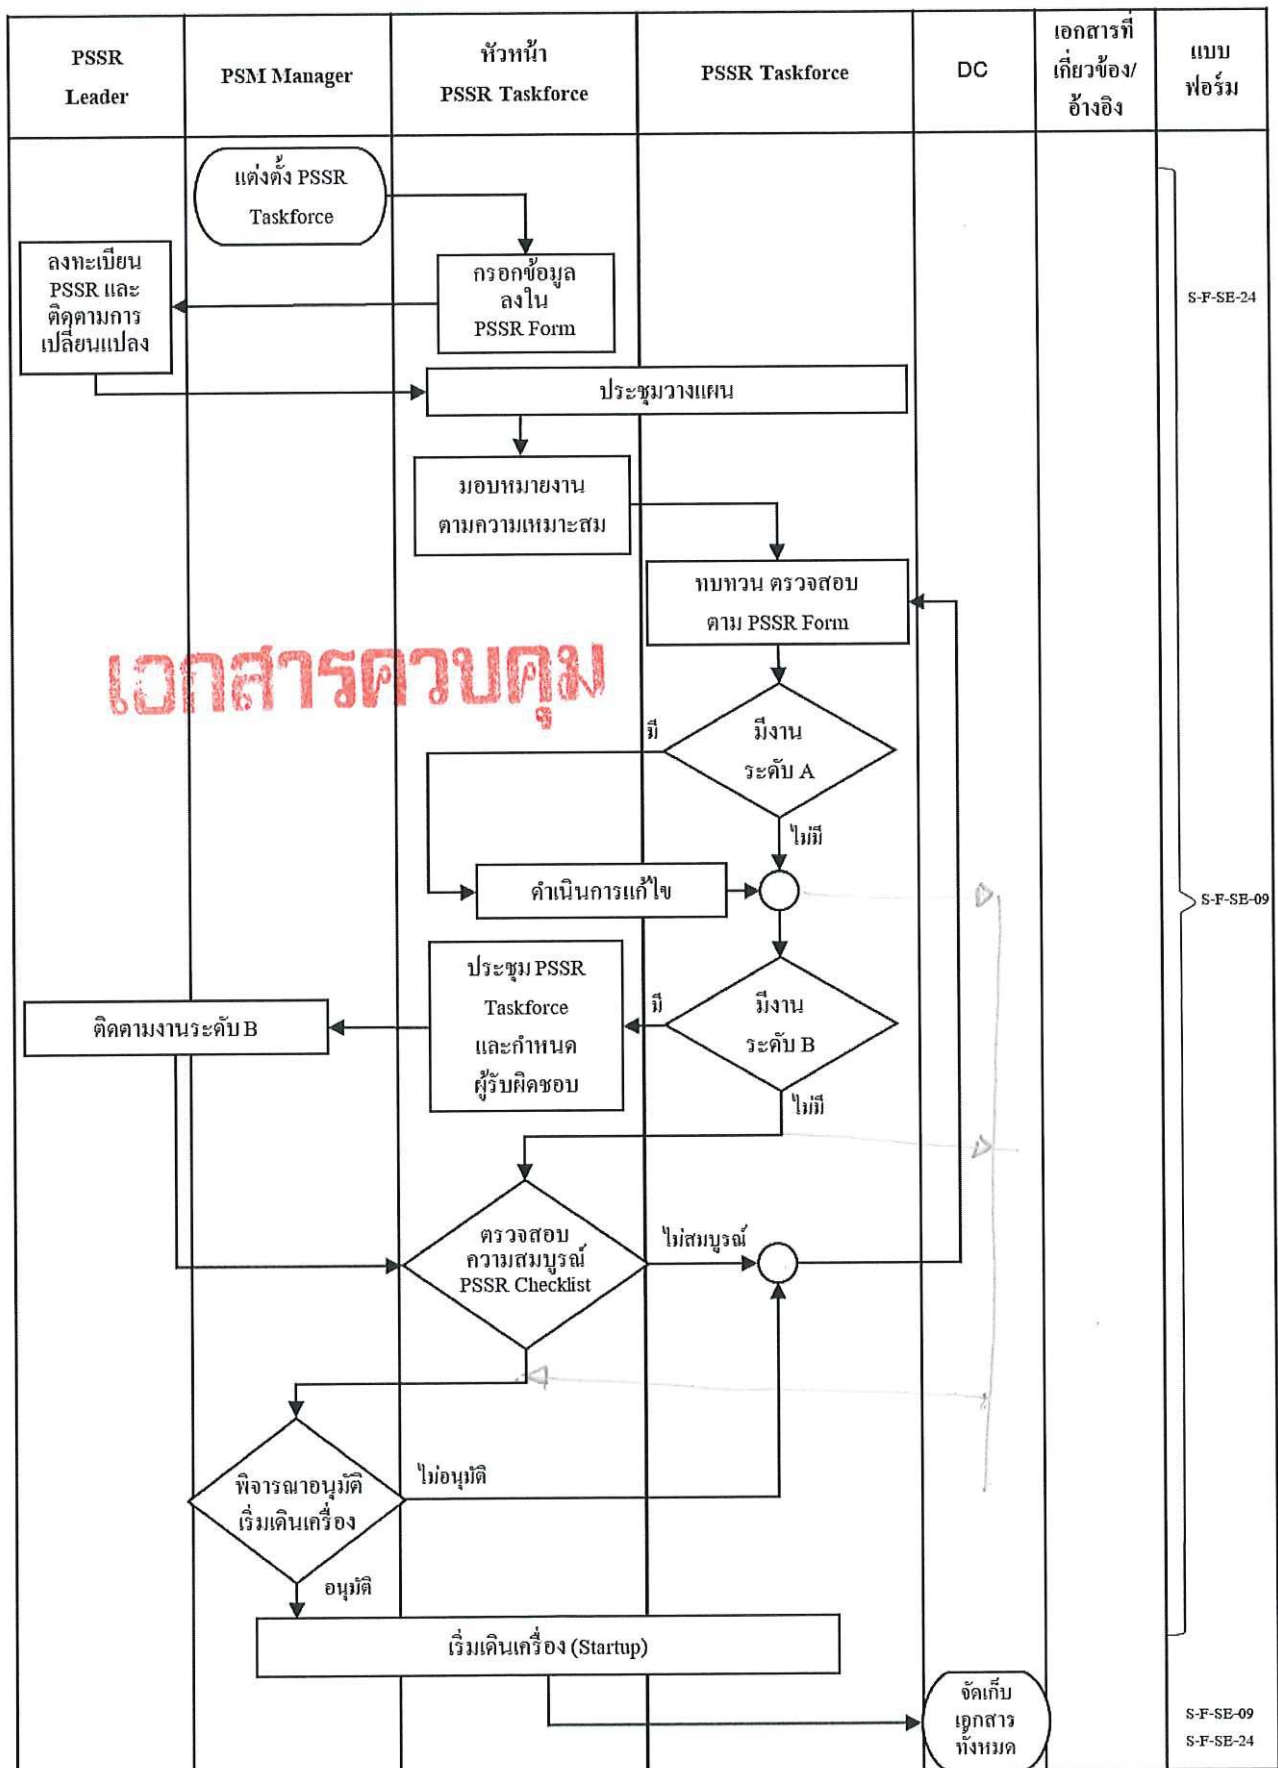 PSSR
Leader
PSM Manager
หัวหน้า
PSSR Taskforce
PSSR Taskforce
DC
เอกสารที่
เกี่ยวข้อง/
อ้างอิง
แบบ
ฟอร์ม
แต่งตั้ง PSSR
Taskforce
ลงทะเบียน
PSSR และ
ติดตามการ
เปลี่ยนแปลง
กรอกข้อมูล
ลงใน
PSSR Form
S-F-SE-24
ประชุมวางแผน
มอบหมายงาน
ตามความเหมาะสม
ทบทวน ตรวจสอบ
ตาม PSSR Form
เอกสารควบคุม
มี
มีงาน
ระดับ A
ไม่มี
ดำเนินการแก้ไข
S-F-SE-09
ประชุม PSSR
Taskforce
และกำหนด
ผู้รับผิดชอบ
มี
มีงาน
ระดับ B
ติดตามงานระดับ B
ไม่มี
ตรวจสอบ
ความสมบูรณ์
PSSR Checklist
ไม่สมบูรณ์
พิจารณาอนุมัติ
เริ่มเดินเครื่อง
ไม่อนุมัติ
อนุมัติ
เริ่มเดินเครื่อง (Startup)
จัดเก็บ
เอกสาร
ทั้งหมด
S-F-SE-09
S-F-SE-24